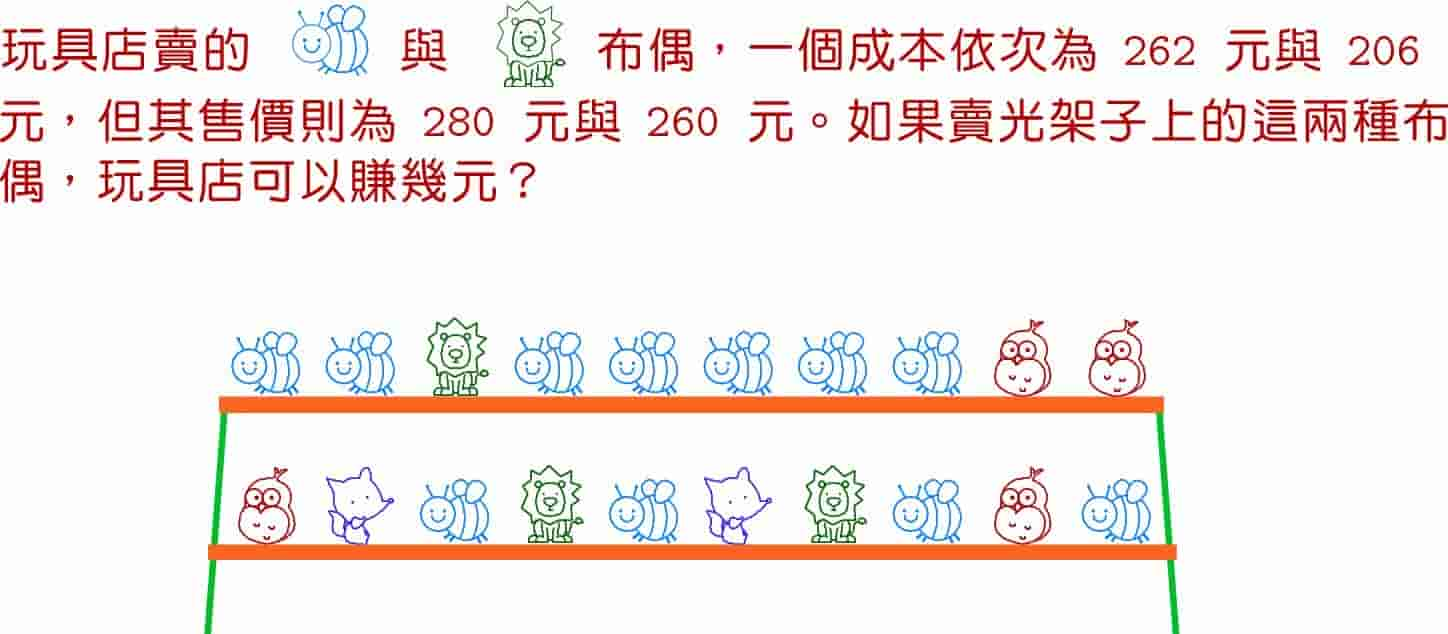 玩具店賣的 與 布偶，一個成本依次為 262 元與 206
元，但其售價則為 280 元與 260 元。如果賣光架子上的這兩種布
偶，玩具店可以賺幾元？